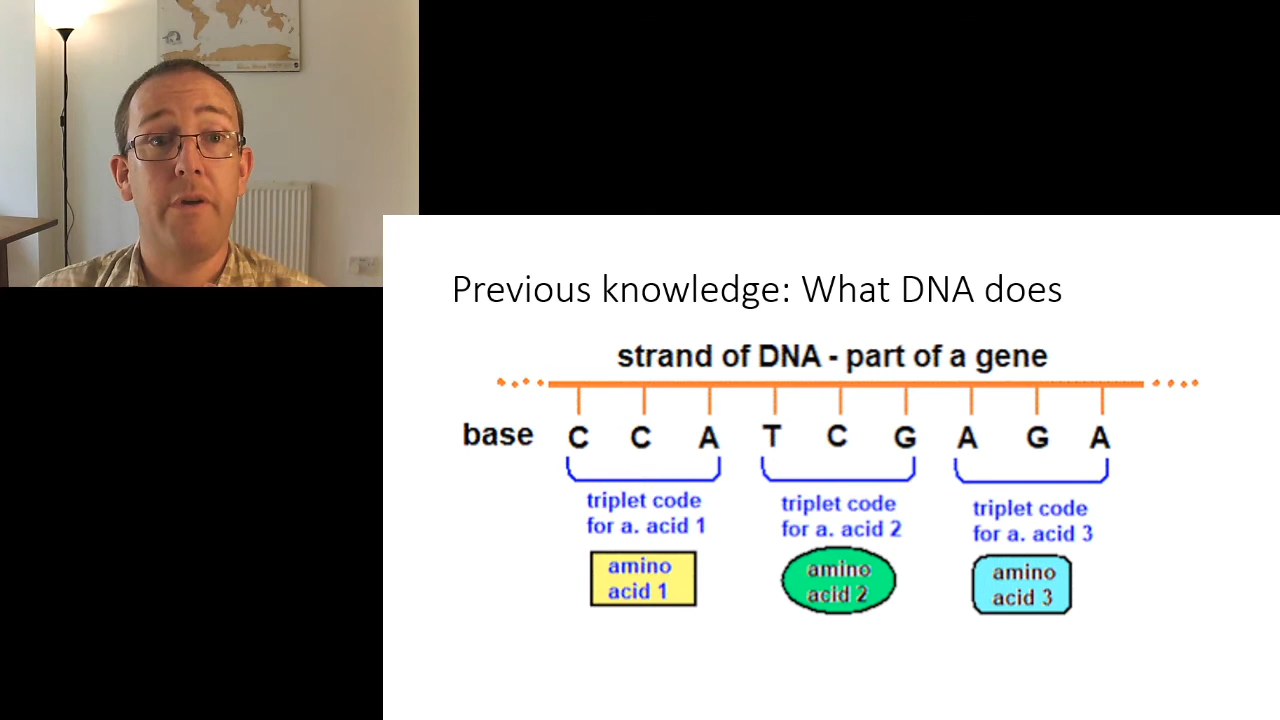 Previous knowledge: What DNA does
strand of DNA - part of a gene
base C C A T C G A G A
triplet code
for a. acid 1
triplet code
for a. acid 2
triplet code
for a. acid 3
amino
acid 1
amino
acid 2
amino
acid 3